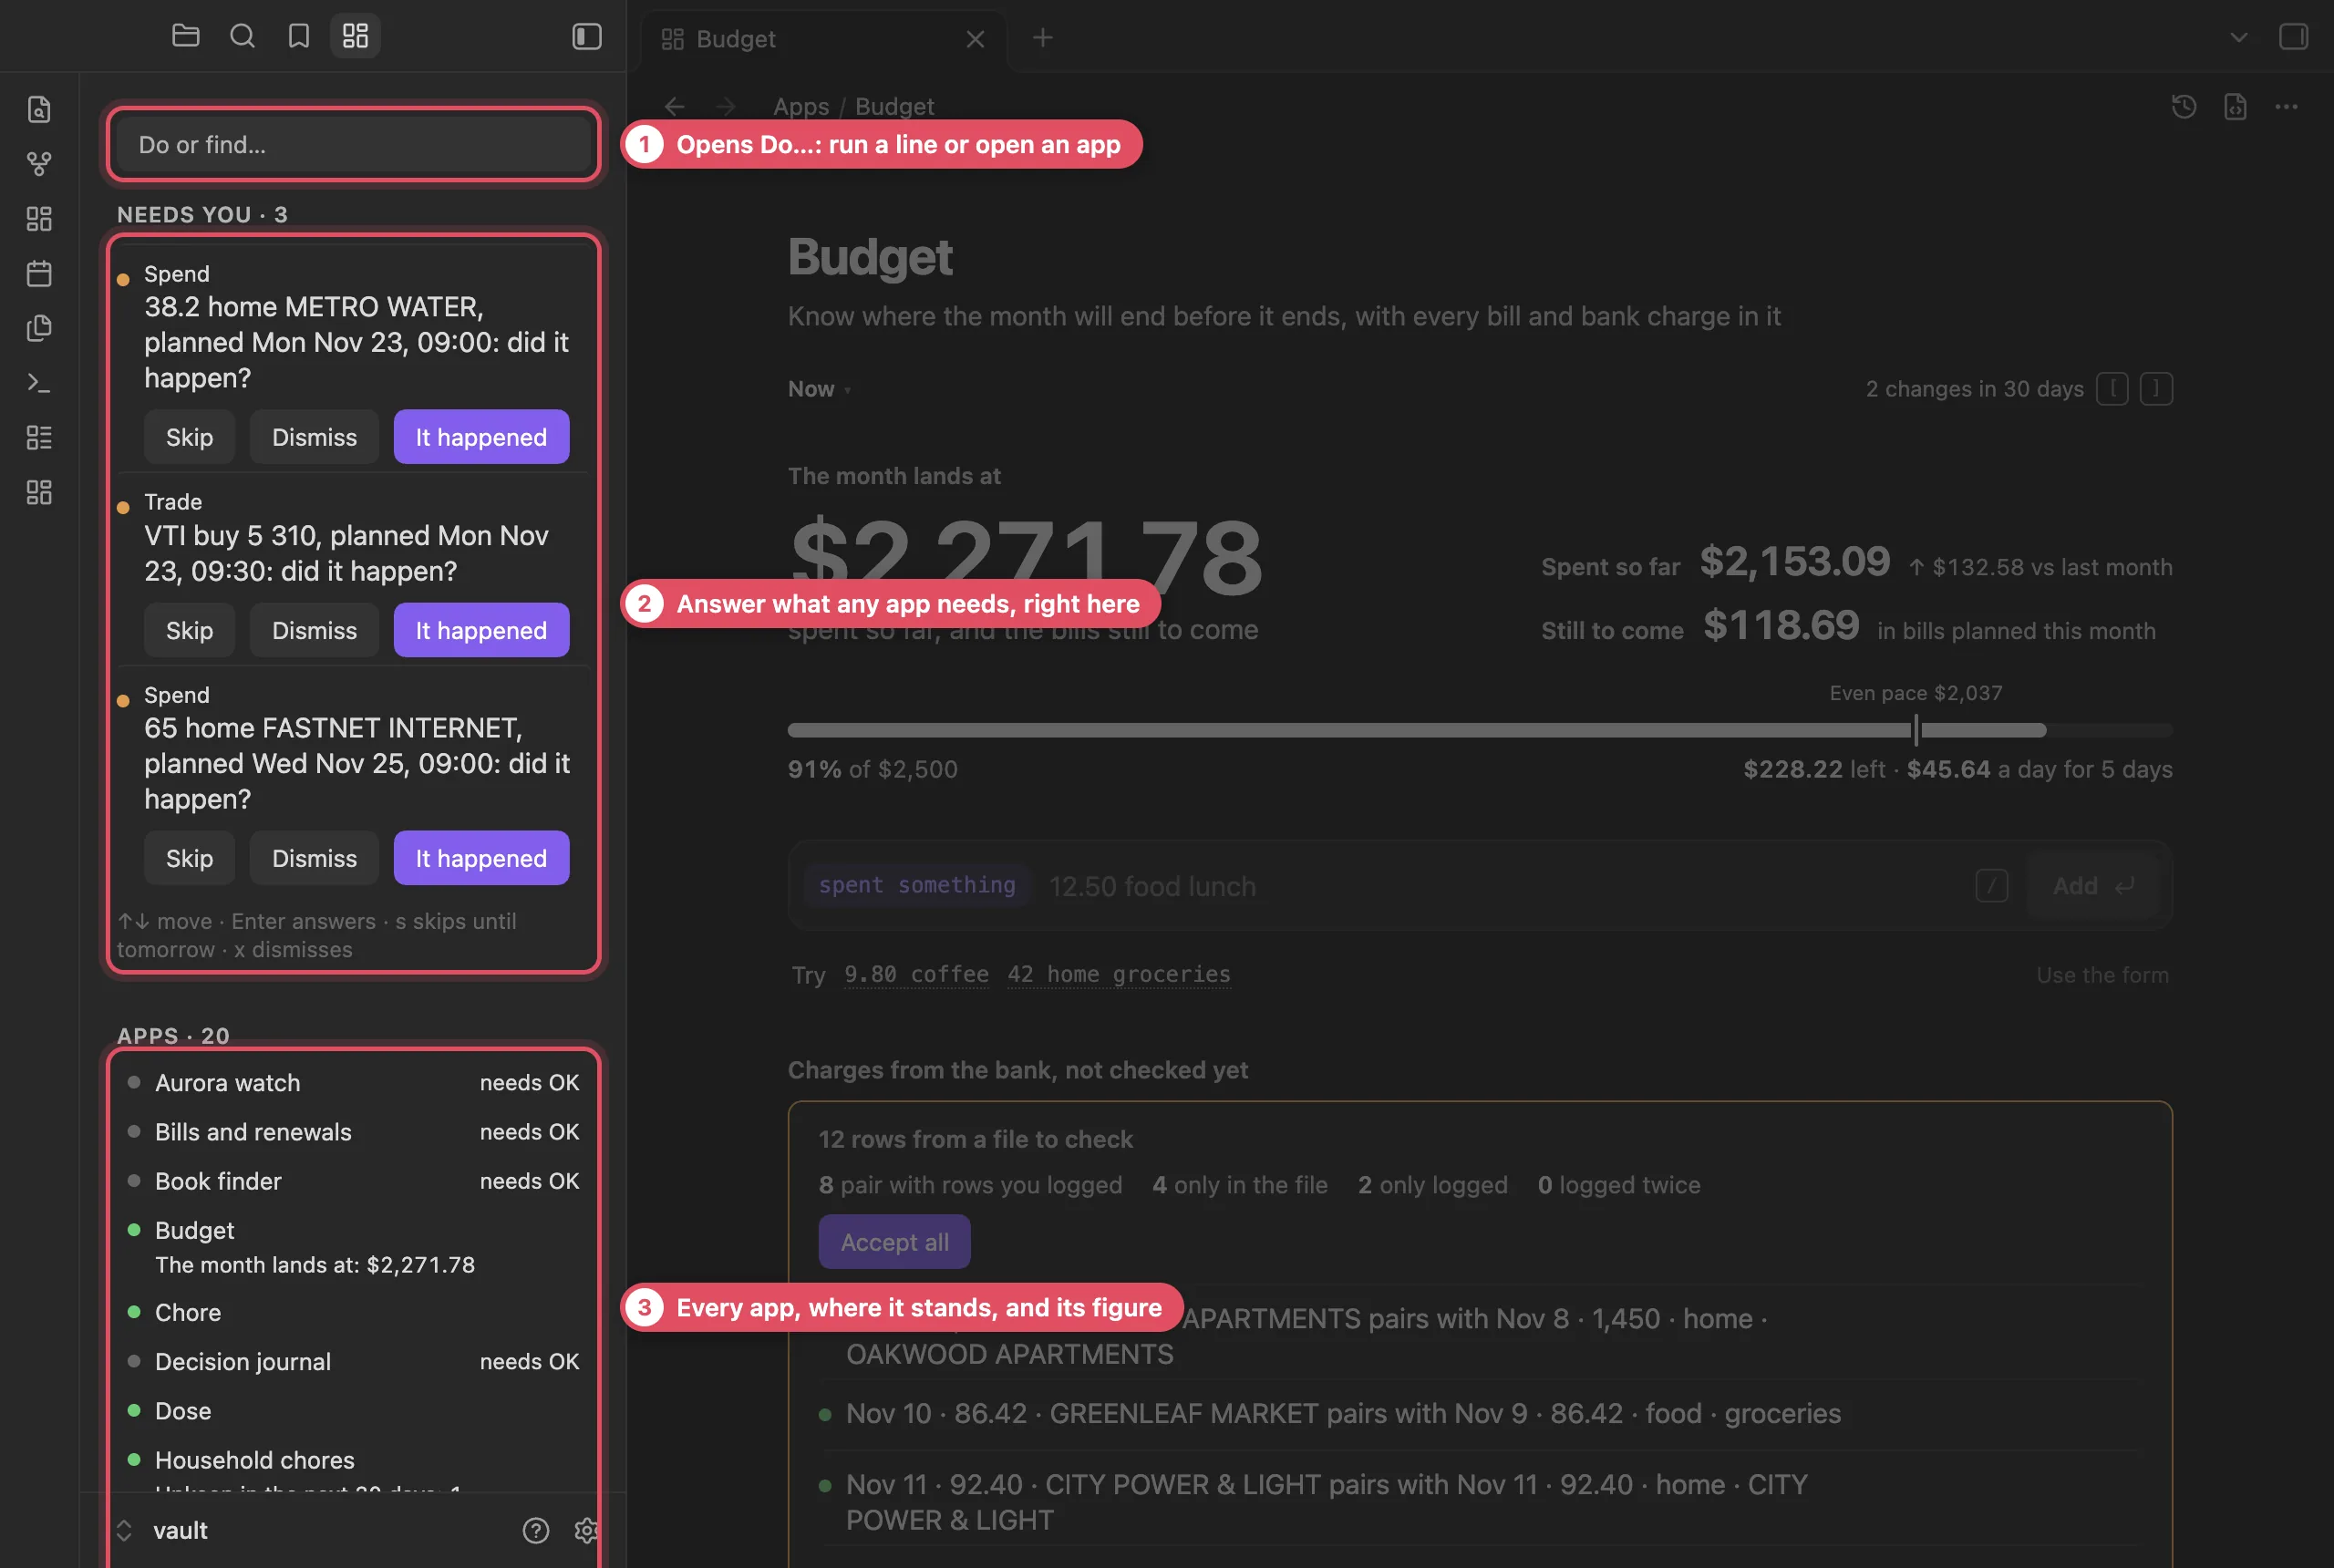 Budget
Apps / Budget
Do or find...
1 Opens Do...: run a line or open an app
NEEDS YOU · 3
Spend
38.2 home METRO WATER,
planned Mon Nov 23, 09:00: did it
happen?
Skip Dismiss It happened
Trade
VTI buy 5 310, planned Mon Nov
23, 09:30: did it happen?
Skip Dismiss It happened
Spend
65 home FASTNET INTERNET,
planned Wed Nov 25, 09:00: did it
happen?
Skip Dismiss It happened
↑↓ move · Enter answers · s skips until
tomorrow · x dismisses
APPS · 20
Aurora watch needs OK
Bills and renewals needs OK
Book finder needs OK
Budget
The month lands at: $2,271.78
Chore
Decision journal needs OK
Dose
Household chores
vault
Budget
Know where the month will end before it ends, with every bill and bank charge in it
Now
2 changes in 30 days [ ]
The month lands at
$2,271.78
2 Answer what any app needs, right here
spent so far, and the bills still to come
Spent so far $2,153.09 ↑ $132.58 vs last month
Still to come $118.69 in bills planned this month
Even pace $2,037
91% of $2,500
$228.22 left · $45.64 a day for 5 days
spent something 12.50 food lunch / Add
Try 9.80 coffee 42 home groceries
Use the form
Charges from the bank, not checked yet
12 rows from a file to check
8 pair with rows you logged 4 only in the file 2 only logged 0 logged twice
Accept all
3 Every app, where it stands, and its figure
APARTMENTS pairs with Nov 8 · 1,450 · home ·
OAKWOOD APARTMENTS
Nov 10 · 86.42 · GREENLEAF MARKET pairs with Nov 9 · 86.42 · food · groceries
Nov 11 · 92.40 · CITY POWER & LIGHT pairs with Nov 11 · 92.40 · home · CITY
POWER & LIGHT